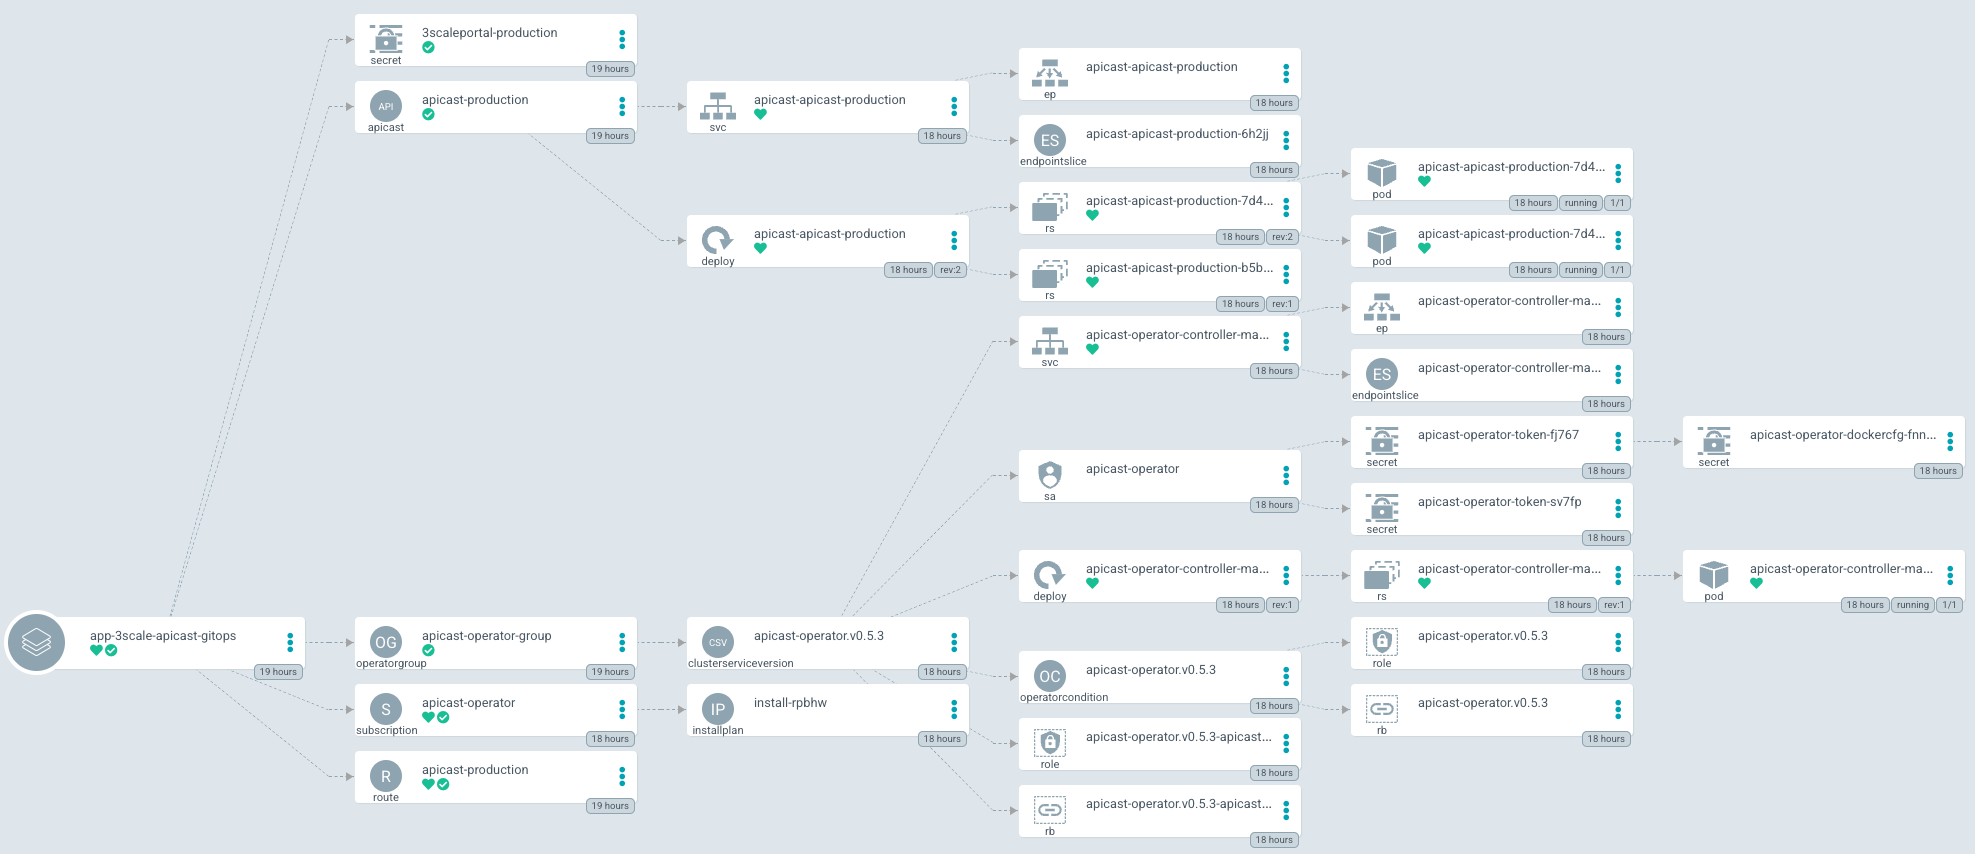 3scaleportal-production
secret
19 hours
API
apicast-production
apicast
19 hours
apicast-apicast-production
svc
18 hours
apicast-apicast-production
ep
18 hours
ES
apicast-apicast-production-6h2jj
endpointslice
18 hours
apicast-apicast-production-7d4...
pod
18 hours running 1/1
apicast-apicast-production-7d4...
rs
18 hours rev:2
apicast-apicast-production
deploy
18 hours rev:2
apicast-apicast-production-7d4...
pod
18 hours running 1/1
apicast-apicast-production-b5b...
rs
18 hours rev:1
apicast-operator-controller-ma...
ep
18 hours
apicast-operator-controller-ma...
svc
18 hours
ES
apicast-operator-controller-ma...
endpointslice
18 hours
apicast-operator-token-fj767
secret
18 hours
apicast-operator-dockercfg-fnn...
secret
18 hours
apicast-operator
sa
18 hours
apicast-operator-token-sv7fp
secret
18 hours
apicast-operator-controller-ma...
deploy
18 hours rev:1
apicast-operator-controller-ma...
rs
18 hours rev:1
apicast-operator-controller-ma...
pod
18 hours running 1/1
app-3scale-apicast-gitops
19 hours
OG
apicast-operator-group
operatorgroup
19 hours
CSV
apicast-operator.v0.5.3
clusterserviceversion
18 hours
apicast-operator.v0.5.3
role
18 hours
OC
apicast-operator.v0.5.3
operatorcondition
18 hours
S
apicast-operator
subscription
18 hours
IP
install-rpbhw
installplan
18 hours
apicast-operator.v0.5.3
rb
18 hours
apicast-operator.v0.5.3-apicast...
role
18 hours
R
apicast-production
route
19 hours
apicast-operator.v0.5.3-apicast...
rb
18 hours